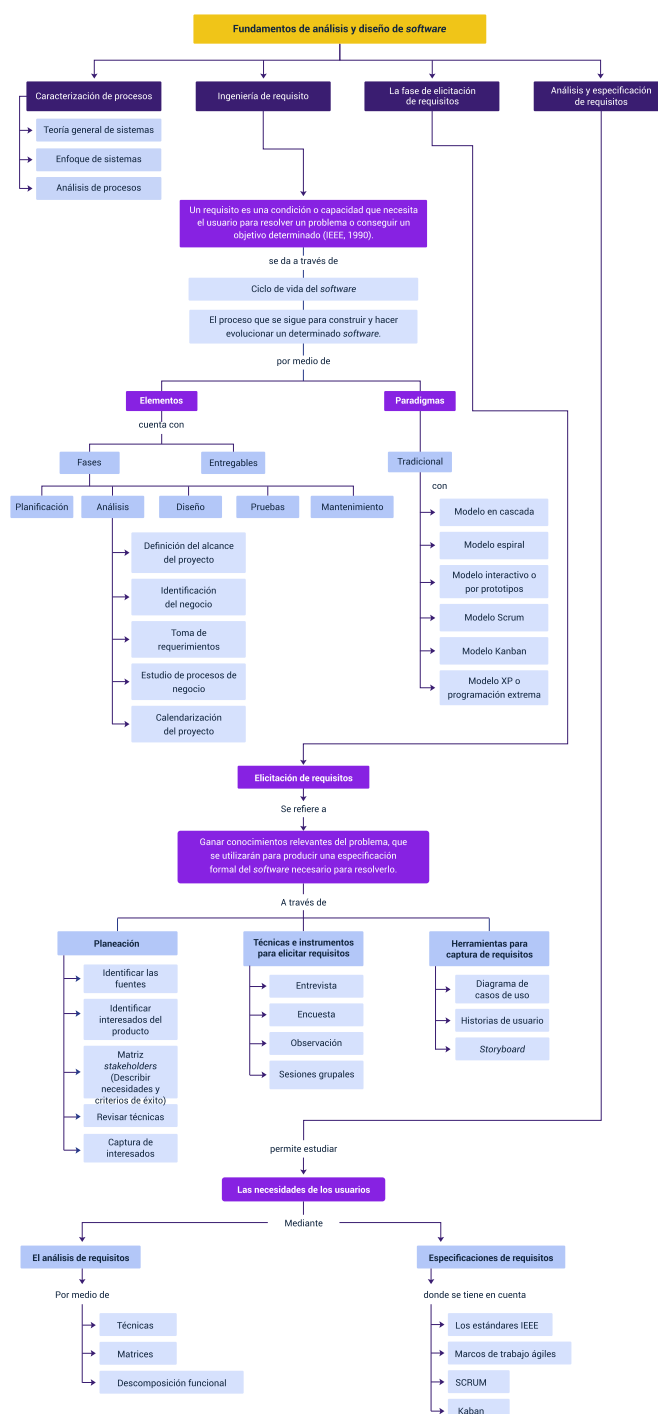 Fundamentos de análisis y diseño de software
Caracterización de procesos
Ingeniería de requisito
La fase de elicitación
de requisitos
Análisis y especificación
de requisitos
Teoría general de sistemas
Enfoque de sistemas
Análisis de procesos
Un requisito es una condición o capacidad que necesita
el usuario para resolver un problema o conseguir un
objetivo determinado (IEEE, 1990).
se da a través de
Ciclo de vida del software
El proceso que se sigue para construir y hacer
evolucionar un determinado software.
por medio de
Elementos
Paradigmas
cuenta con
Fases
Entregables
Tradicional
con
Planificación
Análisis
Diseño
Pruebas
Mantenimiento
Definición del alcance
del proyecto
Identificación
del negocio
Toma de
requerimientos
Estudio de procesos de
negocio
Calendarización
del proyecto
Modelo en cascada
Modelo espiral
Modelo interactivo o
por prototipos
Modelo Scrum
Modelo Kanban
Modelo XP o
programación extrema
Elicitación de requisitos
Se refiere a
Ganar conocimientos relevantes del problema, que
se utilizarán para producir una especificación
formal del software necesario para resolverlo.
A través de
Planeación
Identificar las
fuentes
Identificar
interesados del
producto
Matriz
stakeholders
(Describir
necesidades y
criterios de éxito)
Revisar técnicas
Captura de
interesados
Técnicas e instrumentos
para elicitar requisitos
Entrevista
Encuesta
Observación
Sesiones grupales
Herramientas para
captura de requisitos
Diagrama de
casos de uso
Historias de usuario
Storyboard
permite estudiar
Las necesidades de los usuarios
Mediante
El análisis de requisitos
Por medio de
Técnicas
Matrices
Descomposición funcional
Especificaciones de requisitos
donde se tiene en cuenta
Los estándares IEEE
Marcos de trabajo ágiles
SCRUM
Kaban